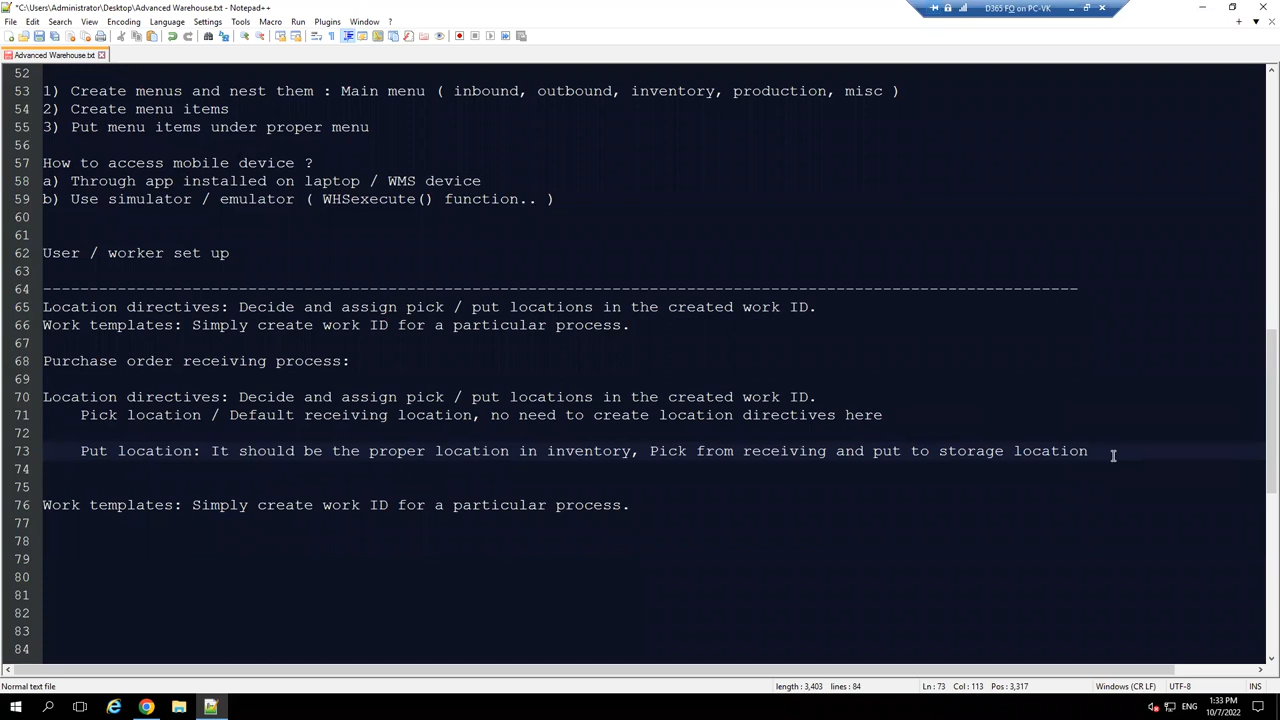 *C:\Users\Administrator\Desktop\Advanced Warehouse.txt - Notepad++
D365 FO on PC-VK
File Edit Search View Encoding Language Settings Tools Macro Run Plugins Window ?
Advanced Warehouse.txt
52
53 1) Create menus and nest them : Main menu ( inbound, outbound, inventory, production, misc )
54 2) Create menu items
55 3) Put menu items under proper menu
56
57 How to access mobile device ?
58 a) Through app installed on laptop / WMS device
59 b) Use simulator / emulator ( WHSexecute() function.. )
60
61
62 User / worker set up
63
64 ---------------------------------------------------------------------------------------------------------------
65 Location directives: Decide and assign pick / put locations in the created work ID.
66 Work templates: Simply create work ID for a particular process.
67
68 Purchase order receiving process:
69
70 Location directives: Decide and assign pick / put locations in the created work ID.
71 Pick location / Default receiving location, no need to create location directives here
72
73 Put location: It should be the proper location in inventory, Pick from receiving and put to storage location
74
75
76 Work templates: Simply create work ID for a particular process.
77
78
79
80
81
82
83
84
Normal text file length : 3,403 lines : 84 Ln : 73 Col : 113 Pos : 3,317 Windows (CR LF) UTF-8 INS
ENG 1:33 PM
10/7/2022